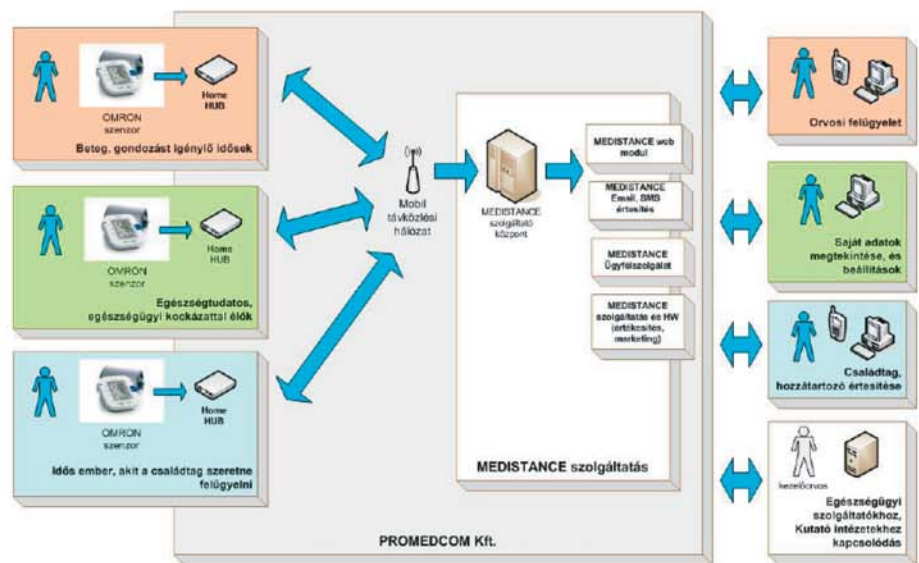 Home
HUB
OMRON
szenzor
Beteg, gondozást igénylő idősek
Home
HUB
OMRON
szenzor
Egészségtudatos,
egészségügyi kockázattal élők
Home
HUB
OMRON
szenzor
Idős ember, akit a családtag szeretne
felügyelni
Mobil
távközlési
hálózat
MEDISTANCE
szolgáltató
központ
MEDISTANCE web
modul
MEDISTANCE
Email, SMS
értesítés
MEDISTANCE
Ügyfélszolgálat
MEDISTANCE
szolgáltatás és HW
(értékesítés,
marketing)
MEDISTANCE szolgáltatás
PROMEDCOM Kft.
Orvosi felügyelet
Saját adatok
megtekintése, és
beállítások
Családtag,
hozzátartozó értesítése
kezelőorvos
Egészségügyi
szolgáltatókhoz,
Kutató intézetekhez
kapcsolódás